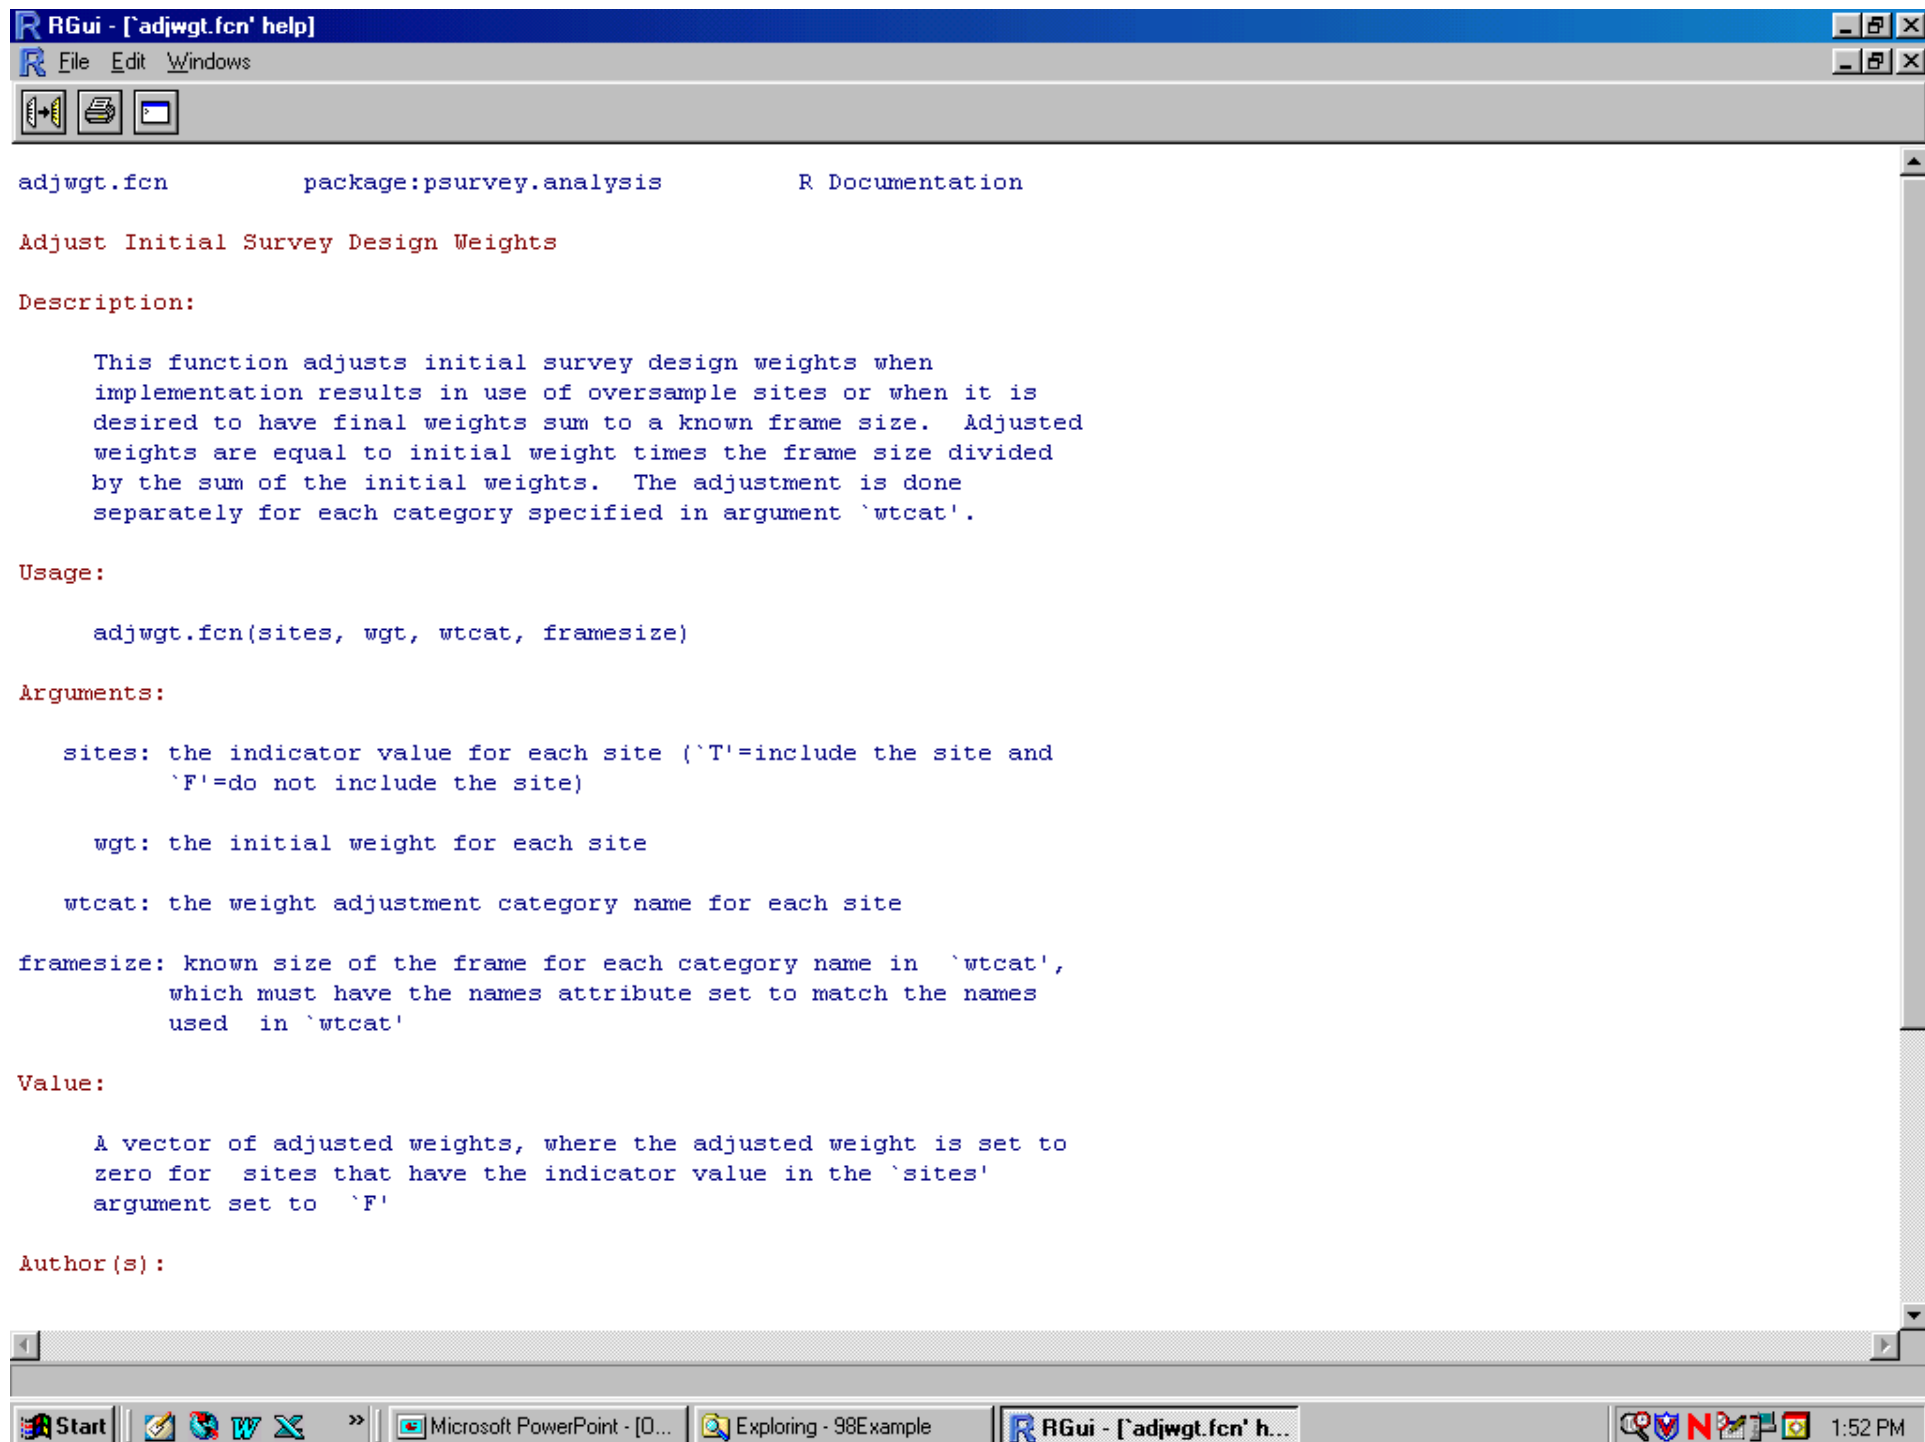 RGui - [`adjwgt.fcn' help]
File Edit Windows
adjwgt.fcn package:psurvey.analysis R Documentation
Adjust Initial Survey Design Weights
Description:
This function adjusts initial survey design weights when
implementation results in use of oversample sites or when it is
desired to have final weights sum to a known frame size. Adjusted
weights are equal to initial weight times the frame size divided
by the sum of the initial weights. The adjustment is done
separately for each category specified in argument `wtcat'.
Usage:
adjwgt.fcn(sites, wgt, wtcat, framesize)
Arguments:
sites: the indicator value for each site (`T'=include the site and
`F'=do not include the site)
wgt: the initial weight for each site
wtcat: the weight adjustment category name for each site
framesize: known size of the frame for each category name in `wtcat',
which must have the names attribute set to match the names
used in `wtcat'
Value:
A vector of adjusted weights, where the adjusted weight is set to
zero for sites that have the indicator value in the `sites'
argument set to `F'
Author(s):
Start » Microsoft PowerPoint - [O... Exploring - 98Example RGui - [`adjwgt.fcn' h... 1:52 PM